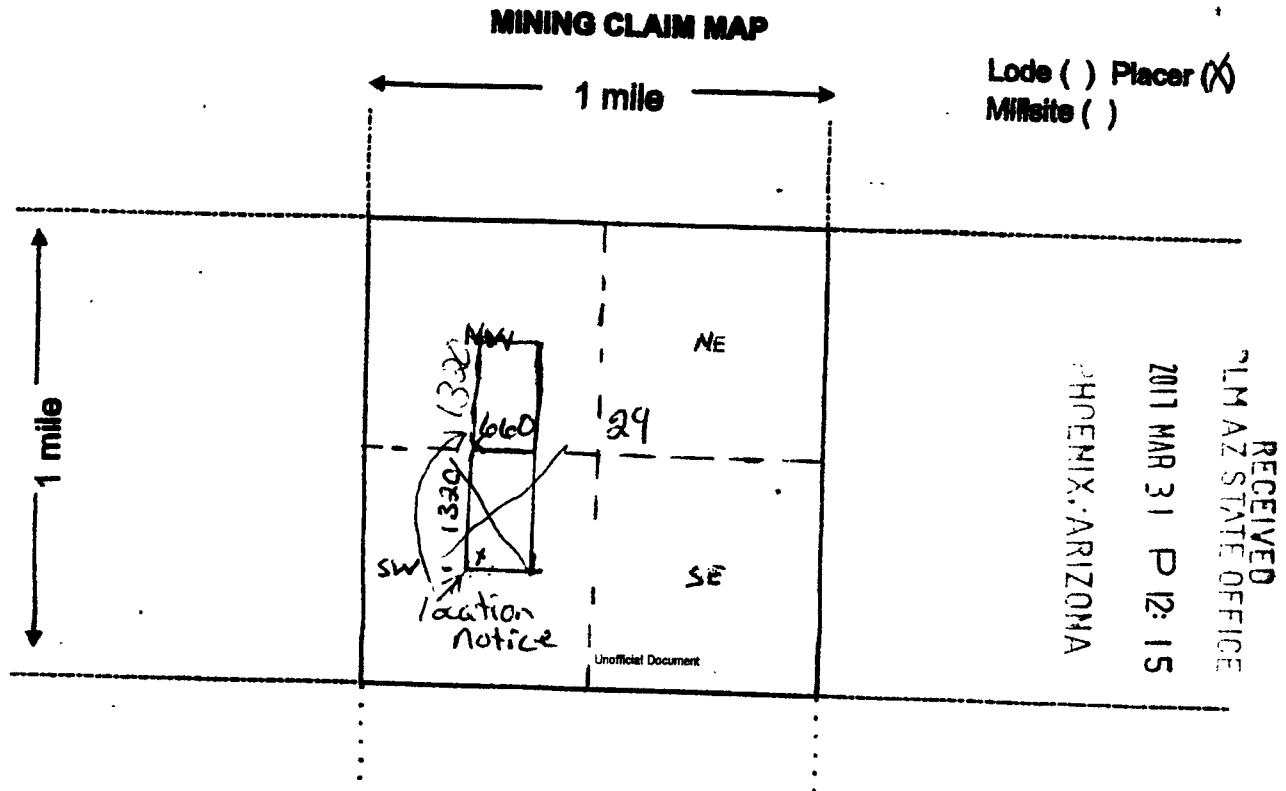 MINING CLAIM MAP
1 mile
Lode ( ) Placer (X)
Millsite ( )
1 mile
NW
NE
1320
660
29
1320
x
SW
SE
location
notice
Unofficial Document
RECEIVED
BLM AZ STATE OFFICE
2017 MAR 31 P 12: 15
PHOENIX, ARIZONA